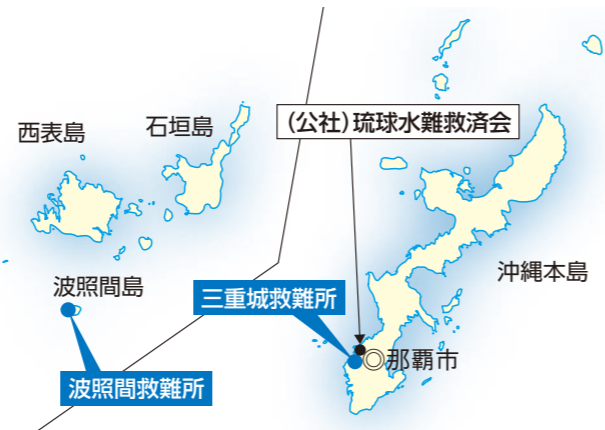 西表島
石垣島
(公社)琉球水難救済会
沖縄本島
波照間島
三重城救難所
◎那覇市
波照間救難所